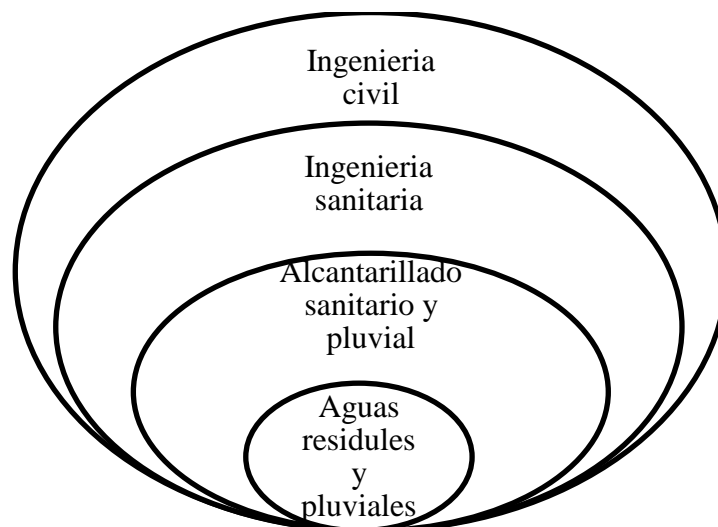 Ingenieria
civil
Ingenieria
sanitaria
Alcantarillado
sanitario y
pluvial
Aguas
residules
y
pluviales